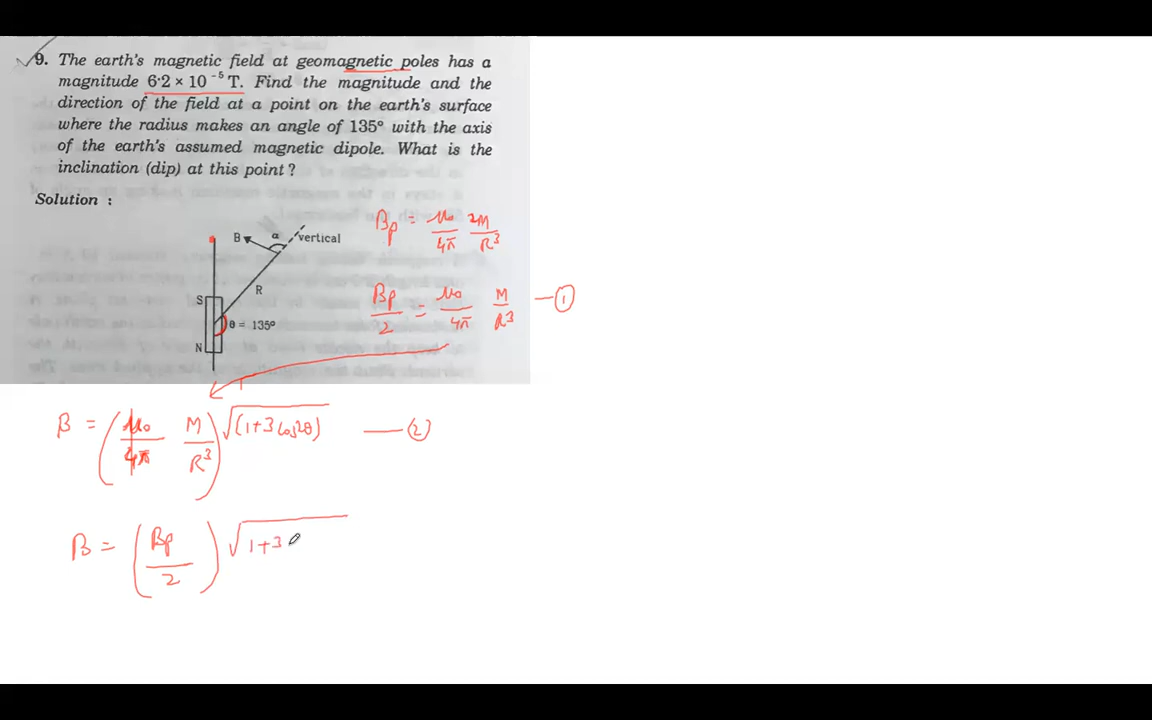 9. The earth's magnetic field at geomagnetic poles has a
magnitude 6·2 × 10⁻⁵ T. Find the magnitude and the
direction of the field at a point on the earth's surface
where the radius makes an angle of 135° with the axis
of the earth's assumed magnetic dipole. What is the
inclination (dip) at this point ?
Solution :
B α vertical
R
S
θ = 135°
N
Bp = μ₀/4π 2M/R³
Bp/2 = μ₀/4π M/R³ — ①
B = (μ₀/4π M/R³) √(1+3cos²θ) — ②
B = (Bp/2) √1+3